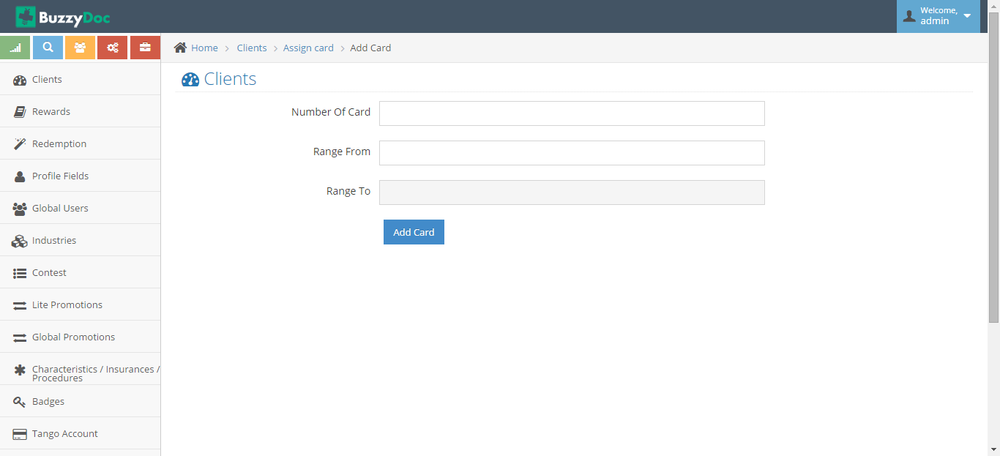 BuzzyDoc
Welcome,
admin
Home > Clients > Assign card > Add Card
Clients
Rewards
Redemption
Profile Fields
Global Users
Industries
Contest
Lite Promotions
Global Promotions
Characteristics / Insurances /
Procedures
Badges
Tango Account
Clients
Number Of Card
Range From
Range To
Add Card